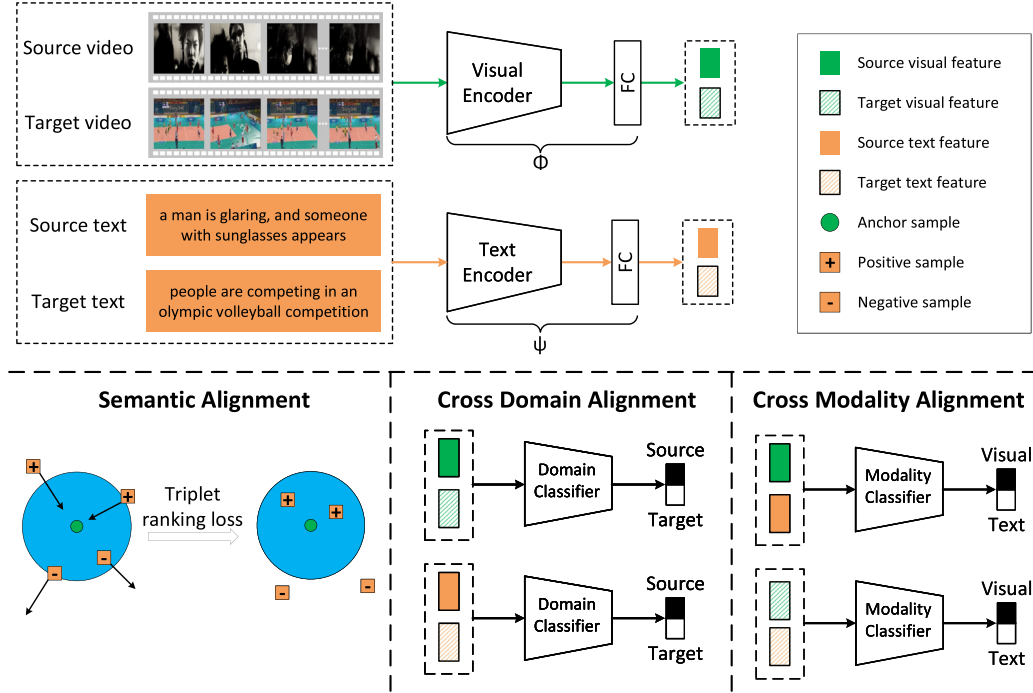 Source video
Target video
Visual
Encoder
FC
Φ
Source text
a man is glaring, and someone
with sunglasses appears
Target text
people are competing in an
olympic volleyball competition
Text
Encoder
FC
ψ
Source visual feature
Target visual feature
Source text feature
Target text feature
Anchor sample
+ Positive sample
- Negative sample
Semantic Alignment
+
+
-
-
Triplet
ranking loss
+
+
-
-
Cross Domain Alignment
Domain
Classifier
Source
Target
Domain
Classifier
Source
Target
Cross Modality Alignment
Modality
Classifier
Visual
Text
Modality
Classifier
Visual
Text